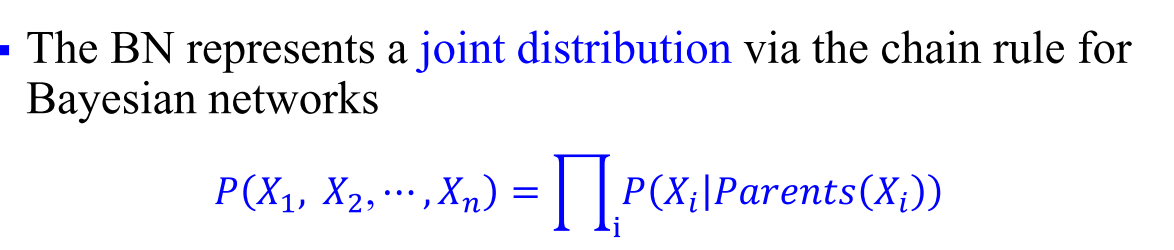 ▪ The BN represents a joint distribution via the chain rule for
Bayesian networks
P(X₁, X₂, ⋯, Xₙ) = ∏ᵢ P(Xᵢ|Parents(Xᵢ))